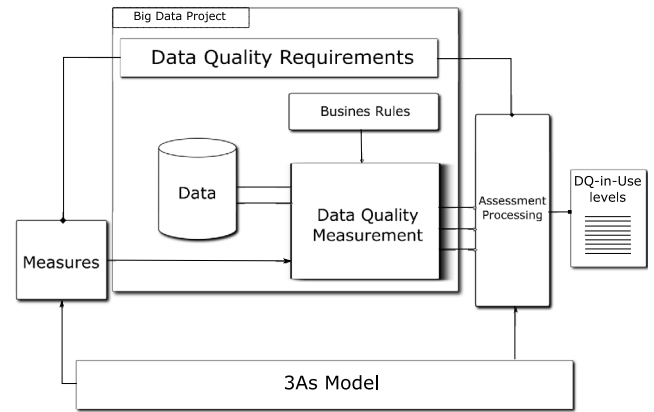 Big Data Project
Data Quality Requirements
Busines Rules
Data
Data Quality
Measurement
Assessment
Processing
DQ-in-Use
levels
Measures
3As Model